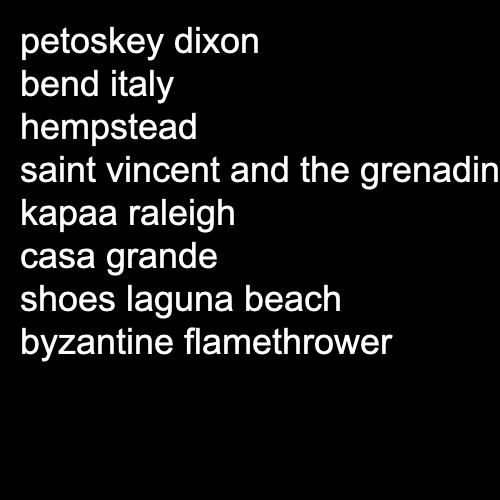 petoskey dixon
bend italy
hempstead
saint vincent and the grenadin
kapaa raleigh
casa grande
shoes laguna beach
byzantine flamethrower